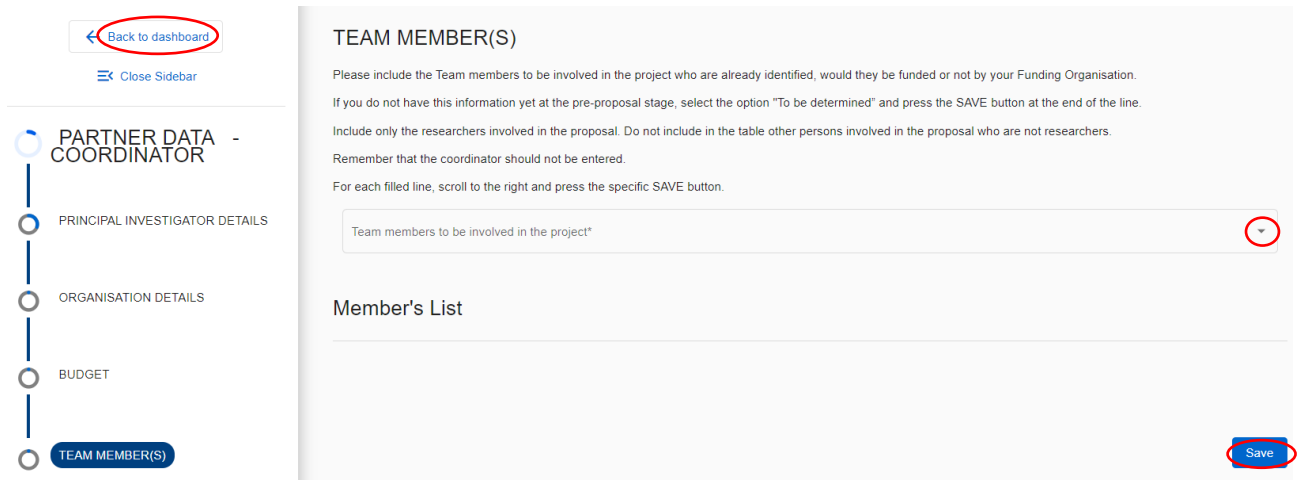 Back to dashboard
Close Sidebar
PARTNER DATA -
COORDINATOR
PRINCIPAL INVESTIGATOR DETAILS
ORGANISATION DETAILS
BUDGET
TEAM MEMBER(S)
TEAM MEMBER(S)
Please include the Team members to be involved in the project who are already identified, would they be funded or not by your Funding Organisation.
If you do not have this information yet at the pre-proposal stage, select the option "To be determined" and press the SAVE button at the end of the line.
Include only the researchers involved in the proposal. Do not include in the table other persons involved in the proposal who are not researchers.
Remember that the coordinator should not be entered.
For each filled line, scroll to the right and press the specific SAVE button.
Team members to be involved in the project*
Member's List
Save